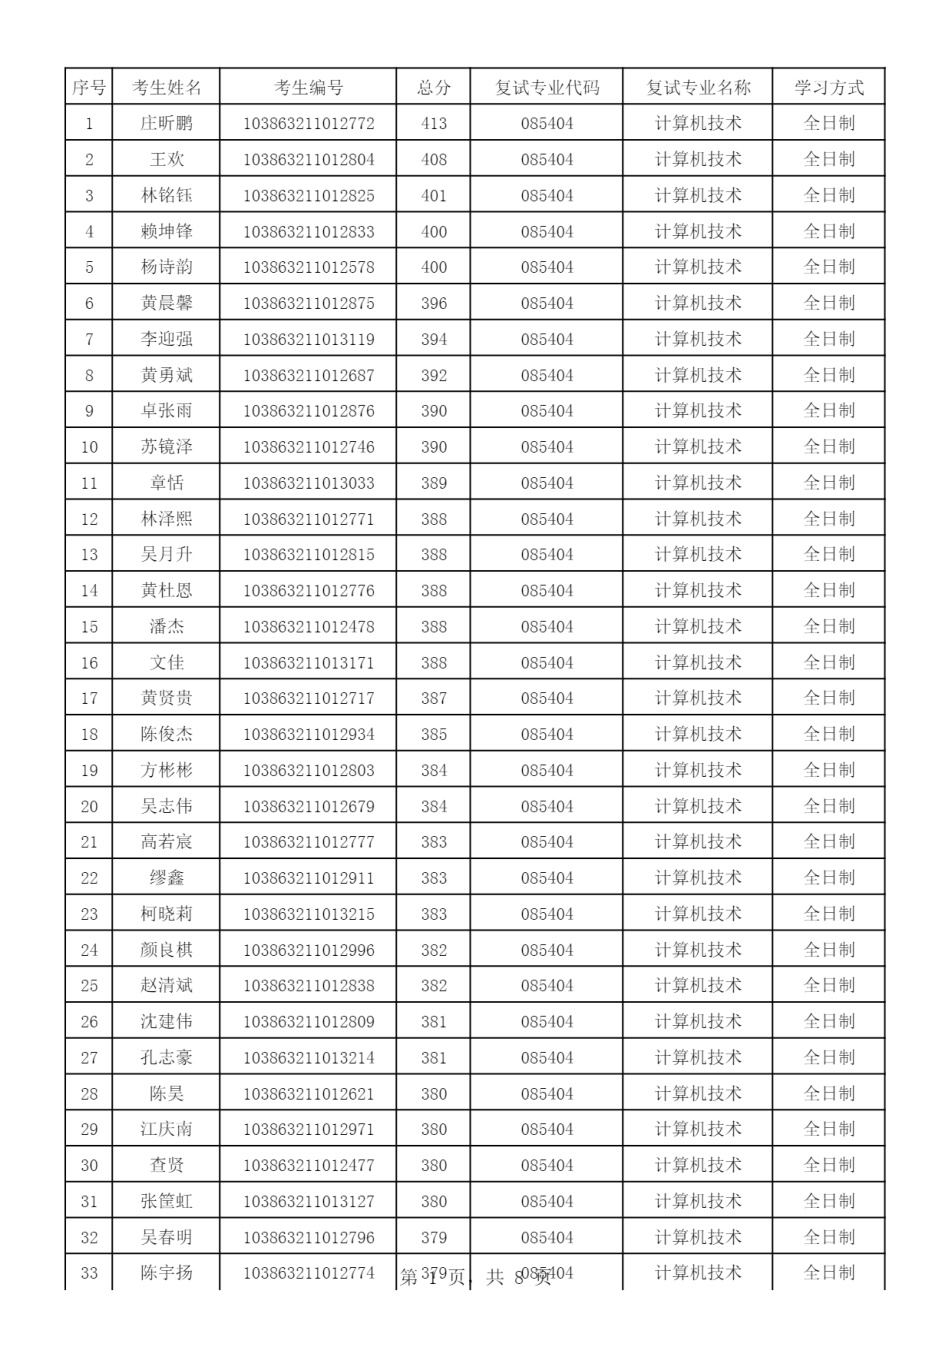 序号 考生姓名 考生编号 总分 复试专业代码 复试专业名称 学习方式
1 庄昕鹏 103863211012772 413 085404 计算机技术 全日制
2 王欢 103863211012804 408 085404 计算机技术 全日制
3 林铭钰 103863211012825 401 085404 计算机技术 全日制
4 赖坤锋 103863211012833 400 085404 计算机技术 全日制
5 杨诗韵 103863211012578 400 085404 计算机技术 全日制
6 黄晨馨 103863211012875 396 085404 计算机技术 全日制
7 李迎强 103863211013119 394 085404 计算机技术 全日制
8 黄勇斌 103863211012687 392 085404 计算机技术 全日制
9 卓张雨 103863211012876 390 085404 计算机技术 全日制
10 苏镜泽 103863211012746 390 085404 计算机技术 全日制
11 章恬 103863211013033 389 085404 计算机技术 全日制
12 林泽熙 103863211012771 388 085404 计算机技术 全日制
13 吴月升 103863211012815 388 085404 计算机技术 全日制
14 黄杜恩 103863211012776 388 085404 计算机技术 全日制
15 潘杰 103863211012478 388 085404 计算机技术 全日制
16 文佳 103863211013171 388 085404 计算机技术 全日制
17 黄贤贵 103863211012717 387 085404 计算机技术 全日制
18 陈俊杰 103863211012934 385 085404 计算机技术 全日制
19 方彬彬 103863211012803 384 085404 计算机技术 全日制
20 吴志伟 103863211012679 384 085404 计算机技术 全日制
21 高若宸 103863211012777 383 085404 计算机技术 全日制
22 缪鑫 103863211012911 383 085404 计算机技术 全日制
23 柯晓莉 103863211013215 383 085404 计算机技术 全日制
24 颜良棋 103863211012996 382 085404 计算机技术 全日制
25 赵清斌 103863211012838 382 085404 计算机技术 全日制
26 沈建伟 103863211012809 381 085404 计算机技术 全日制
27 孔志豪 103863211013214 381 085404 计算机技术 全日制
28 陈昊 103863211012621 380 085404 计算机技术 全日制
29 江庆南 103863211012971 380 085404 计算机技术 全日制
30 查贤 103863211012477 380 085404 计算机技术 全日制
31 张筐虹 103863211013127 380 085404 计算机技术 全日制
32 吴春明 103863211012796 379 085404 计算机技术 全日制
33 陈宇扬 103863211012774 379 085404 计算机技术 全日制
第 1 页，共 8 页